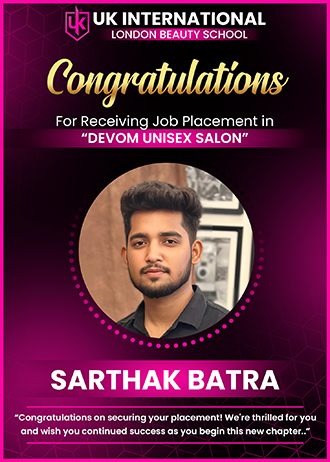 UK INTERNATIONAL
LONDON BEAUTY SCHOOL
Congratulations
For Receiving Job Placement in
“DEVOM UNISEX SALON”
SARTHAK BATRA
“Congratulations on securing your placement! We're thrilled for you
and wish you continued success as you begin this new chapter..”